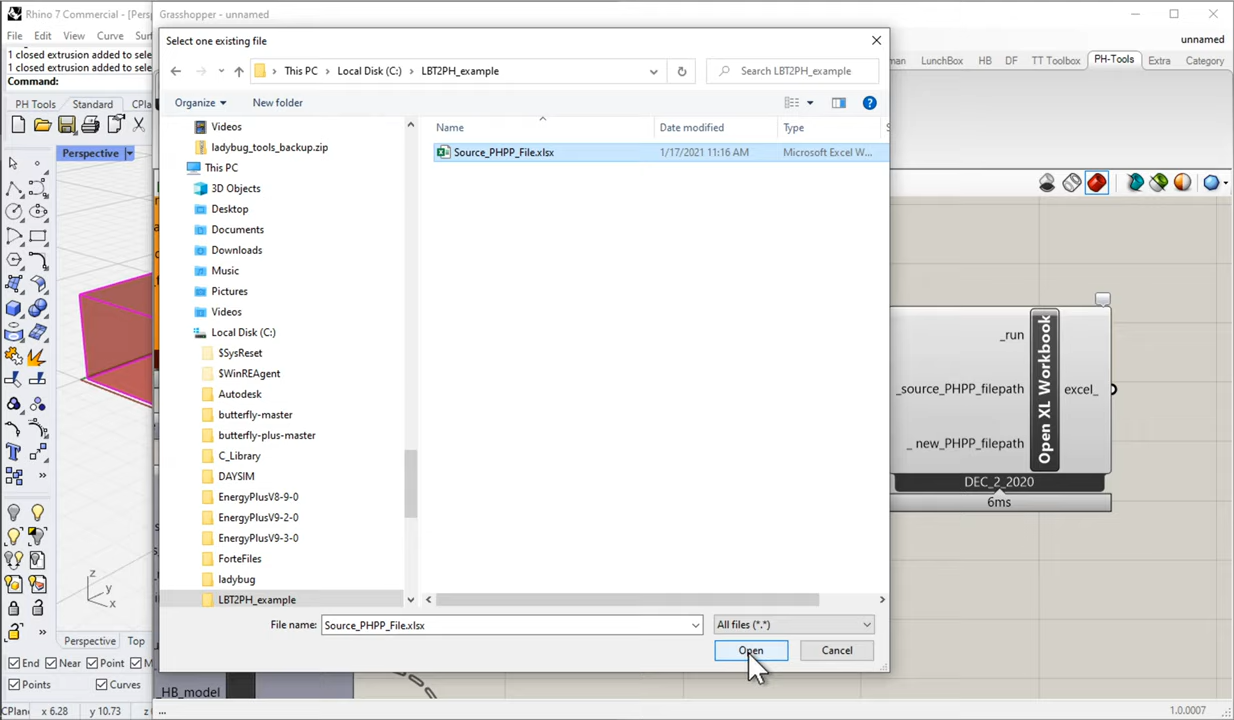 Rhino 7 Commercial - [Persp
Grasshopper - unnamed
File Edit View Curve Surf
unnamed
1 closed extrusion added to sele
1 closed extrusion added to sele
Command:
man LunchBox HB DF TT Toolbox PH-Tools Extra Category
PH Tools Standard CPla
Perspective
Select one existing file
This PC > Local Disk (C:) > LBT2PH_example
Search LBT2PH_example
Organize New folder
Name Date modified Type S
Source_PHPP_File.xlsx 1/17/2021 11:16 AM Microsoft Excel W...
Videos
ladybug_tools_backup.zip
This PC
3D Objects
Desktop
Documents
Downloads
Music
Pictures
Videos
Local Disk (C:)
$SysReset
$WinREAgent
Autodesk
butterfly-master
butterfly-plus-master
C_Library
DAYSIM
EnergyPlusV8-9-0
EnergyPlusV9-2-0
EnergyPlusV9-3-0
ForteFiles
ladybug
LBT2PH_example
File name: Source_PHPP_File.xlsx All files (*.*)
Open Cancel
_run
_source_PHPP_filepath
_ new_PHPP_filepath
Open XL Workbook
excel_
DEC_2_2020
6ms
z
y
x
Perspective Top
End Near Point M
Points Curves
_HB_model
CPlane x 6.28 y 10.73 z
...
1.0.0007